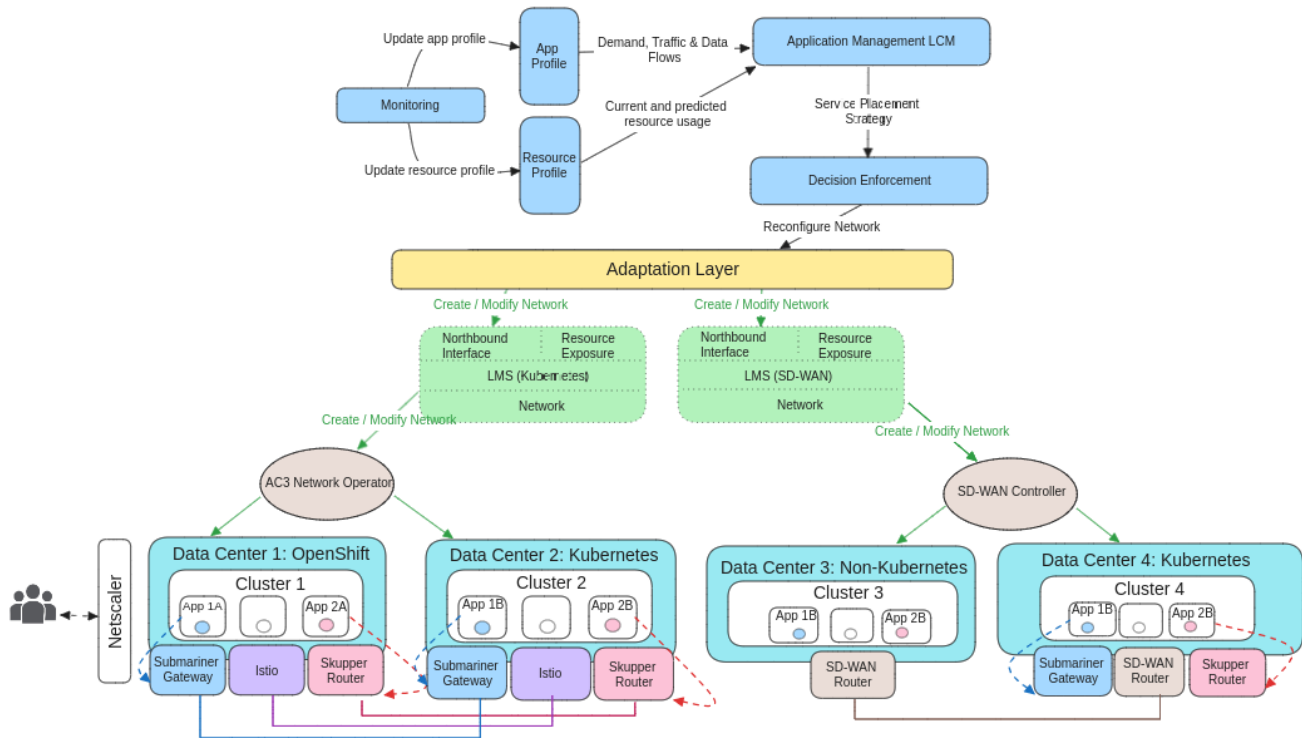 Update app profile
App
Profile
Demand, Traffic & Data
Flows
Application Management LCM
Monitoring
Current and predicted
resource usage
Service Placement
Strategy
Update resource profile
Resource
Profile
Decision Enforcement
Reconfigure Network
Adaptation Layer
Create / Modify Network
Create / Modify Network
Northbound
Interface
Resource
Exposure
LMS (Kubernetes)
Network
Northbound
Interface
Resource
Exposure
LMS (SD-WAN)
Network
Create / Modify Network
Create / Modify Network
AC3 Network Operator
SD-WAN Controller
Netscaler
Data Center 1: OpenShift
Cluster 1
App 1A
App 2A
Submariner
Gateway
Istio
Skupper
Router
Data Center 2: Kubernetes
Cluster 2
App 1B
App 2B
Submariner
Gateway
Istio
Skupper
Router
Data Center 3: Non-Kubernetes
Cluster 3
App 1B
App 2B
SD-WAN
Router
Data Center 4: Kubernetes
Cluster 4
App 1B
App 2B
Submariner
Gateway
SD-WAN
Router
Skupper
Router